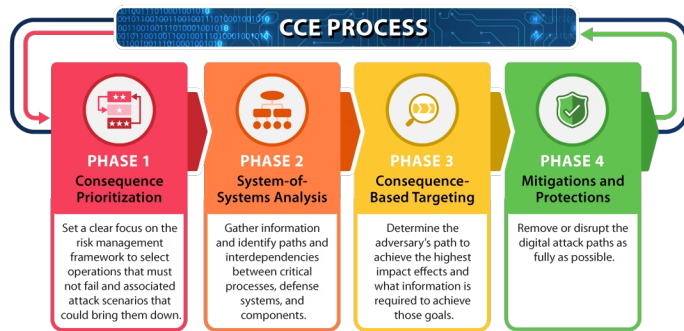 CCE PROCESS
PHASE 1
Consequence
Prioritization
Set a clear focus on the
risk management
framework to select
operations that must
not fail and associated
attack scenarios that
could bring them down.
PHASE 2
System-of-
Systems Analysis
Gather information
and identify paths and
interdependencies
between critical
processes, defense
systems, and
components.
PHASE 3
Consequence-
Based Targeting
Determine the
adversary's path to
achieve the highest
impact effects and
what information is
required to achieve
those goals.
PHASE 4
Mitigations and
Protections
Remove or disrupt the
digital attack paths as
fully as possible.